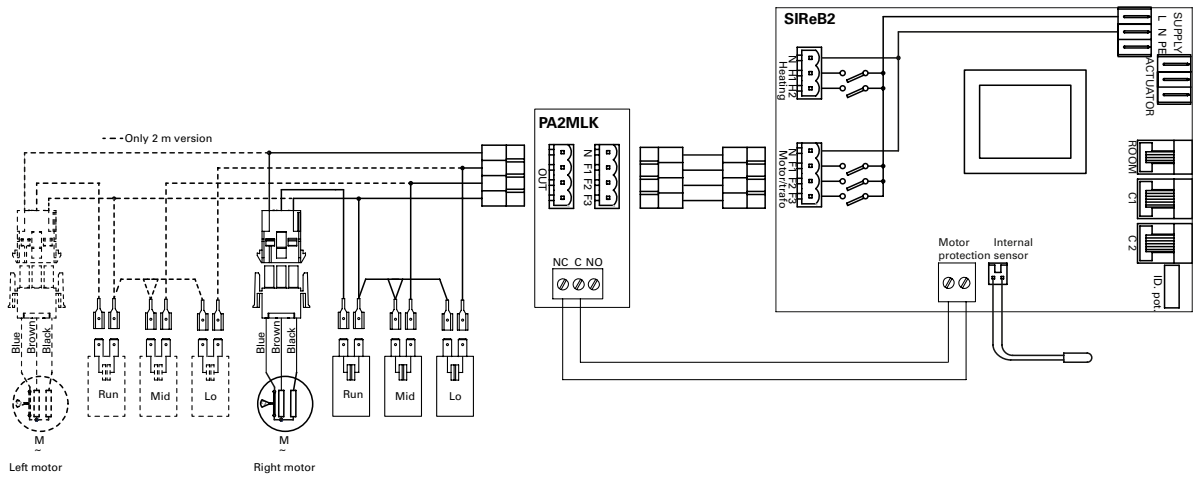 SIReB2
L N PE
SUPPLY
N H1 H2
Heating
ACTUATOR
PA2MLK
---Only 2 m version
OUT
N F1 F2 F3
N F1 F2 F3
Motor/trafo
ROOM
C1
C 2
ID. pot.
Motor
protection
Internal
sensor
NC C NO
Blue
Brown
Black
Blue
Brown
Black
Run
Mid
Lo
Run
Mid
Lo
M
~
M
~
Left motor
Right motor